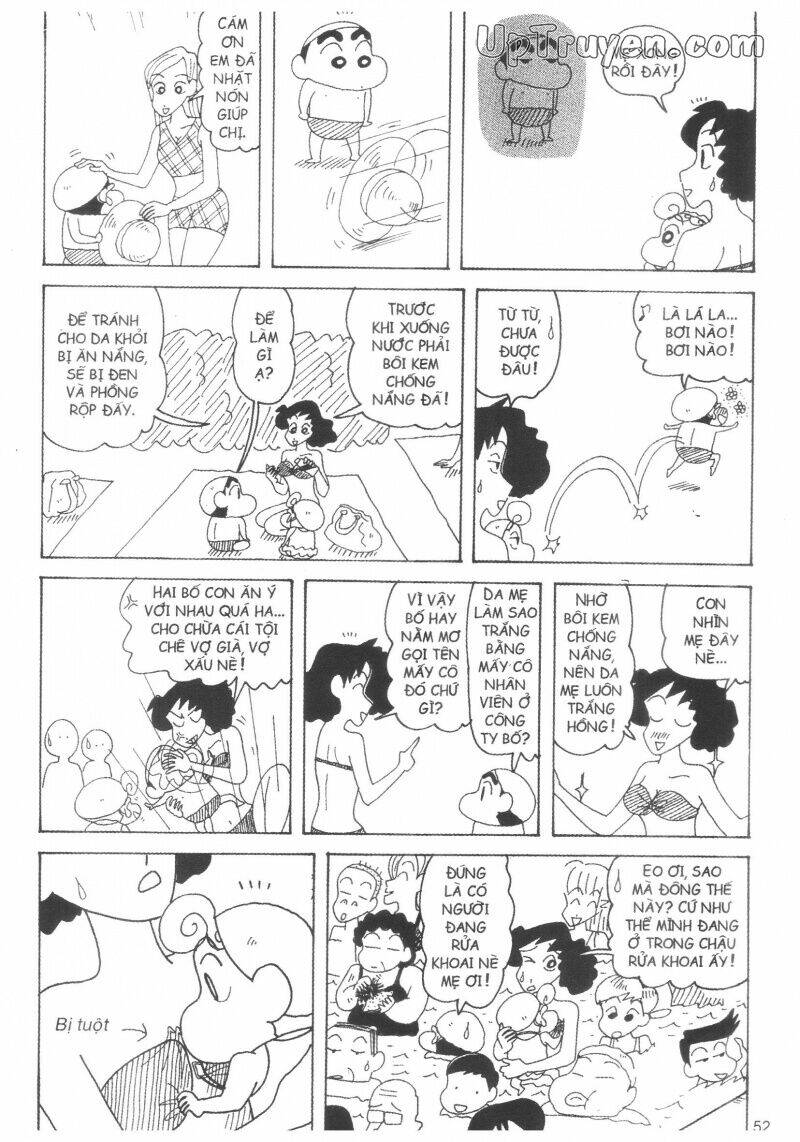 UpTruyen.com
MẸ XONG
RỒI ĐÂY!
CÁM
ƠN
EM ĐÃ
NHẶT
NÓN
GIÚP
CHỊ.
LÀ LÁ LA...
BƠI NÀO!
BƠI NÀO!
TỪ TỪ,
CHƯA
ĐƯỢC
ĐÂU!
TRƯỚC
KHI XUỐNG
NƯỚC PHẢI
BÔI KEM
CHỐNG
NẮNG ĐÃ!
ĐỂ
LÀM
GÌ
Ạ?
ĐỂ TRÁNH
CHO DA KHỎI
BỊ ĂN NẮNG,
SẼ BỊ ĐEN
VÀ PHỒNG
RỘP ĐẤY.
CON
NHÌN
MẸ ĐÂY
NÈ...
NHỜ
BÔI KEM
CHỐNG
NẮNG,
NÊN DA
MẸ LUÔN
TRẮNG
HỒNG!
DA MẸ
LÀM SAO
TRẮNG
BẰNG
MẤY CÔ
NHÂN
VIÊN Ở
CÔNG
TY BỐ?
VÌ VẬY
BỐ HAY
NẰM MƠ
GỌI TÊN
MẤY CÔ
ĐÓ CHỨ
GÌ?
HAI BỐ CON ĂN Ý
VỚI NHAU QUÁ HA...
CHO CHỪA CÁI TỘI
CHÊ VỢ GIÀ, VỢ
XẤU NÈ!
EO ƠI, SAO
MÀ ĐÔNG THẾ
NÀY? CỨ NHƯ
THỂ MÌNH ĐANG
Ở TRONG CHẬU
RỬA KHOAI ẤY!
ĐÚNG
LÀ CÓ
NGƯỜI
ĐANG
RỬA
KHOAI NÈ
MẸ ƠI!
Bị tuột
52